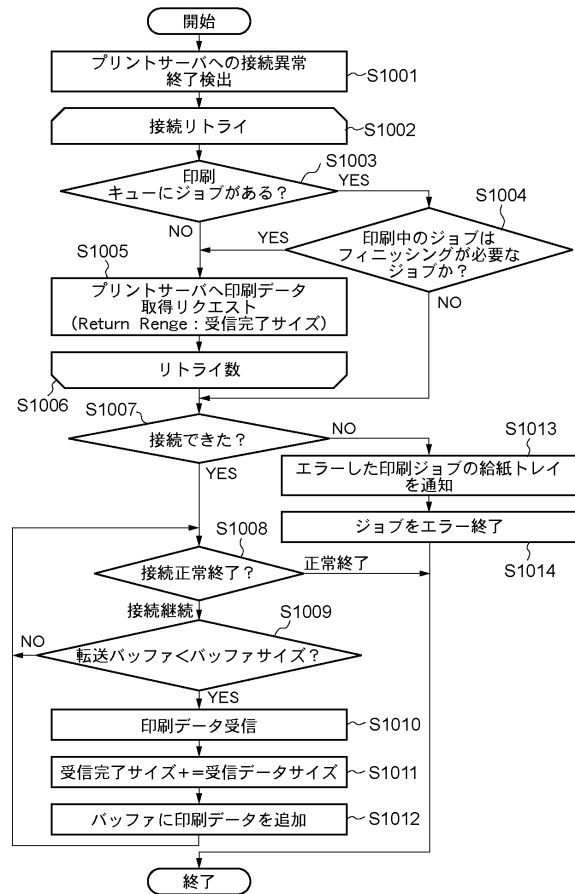 開始
プリントサーバへの接続異常
終了検出
S1001
接続リトライ
S1002
印刷
キューにジョブがある？
S1003
YES
NO
S1004
印刷中のジョブは
フィニッシングが必要な
ジョブか？
YES
NO
S1005
プリントサーバへ印刷データ
取得リクエスト
（Return Renge：受信完了サイズ）
リトライ数
S1006
S1007
接続できた？
NO
YES
S1013
エラーした印刷ジョブの給紙トレイ
を通知
ジョブをエラー終了
S1014
S1008
接続正常終了？
正常終了
接続継続
S1009
転送バッファ＜バッファサイズ？
NO
YES
印刷データ受信
S1010
受信完了サイズ+=受信データサイズ
S1011
バッファに印刷データを追加
S1012
終了